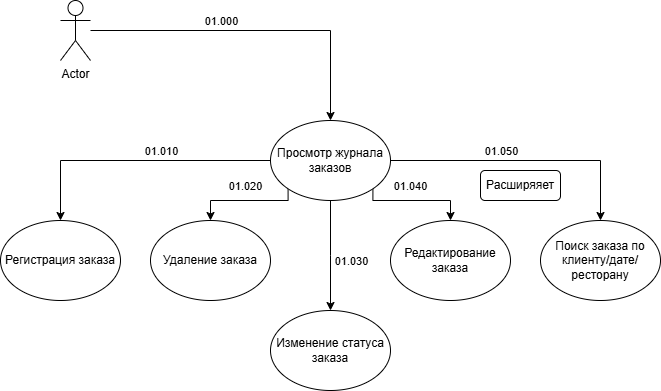 01.000
Actor
Просмотр журнала
заказов
01.010
01.050
01.020
01.040
Расширяет
Регистрация заказа
Удаление заказа
01.030
Редактирование
заказа
Поиск заказа по
клиенту/дате/
ресторану
Изменение статуса
заказа